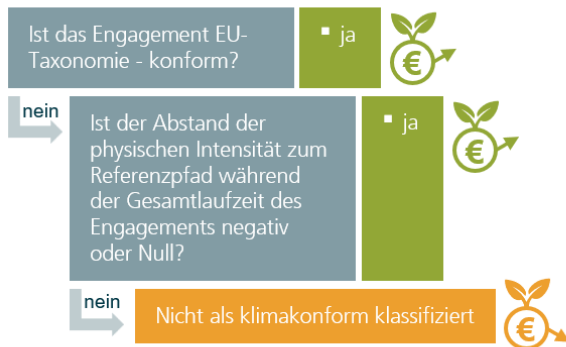 Ist das Engagement EU-
Taxonomie - konform?
▪ ja
€
nein
Ist der Abstand der
physischen Intensität zum
Referenzpfad während
der Gesamtlaufzeit des
Engagements negativ
oder Null?
▪ ja
€
nein
Nicht als klimakonform klassifiziert
€